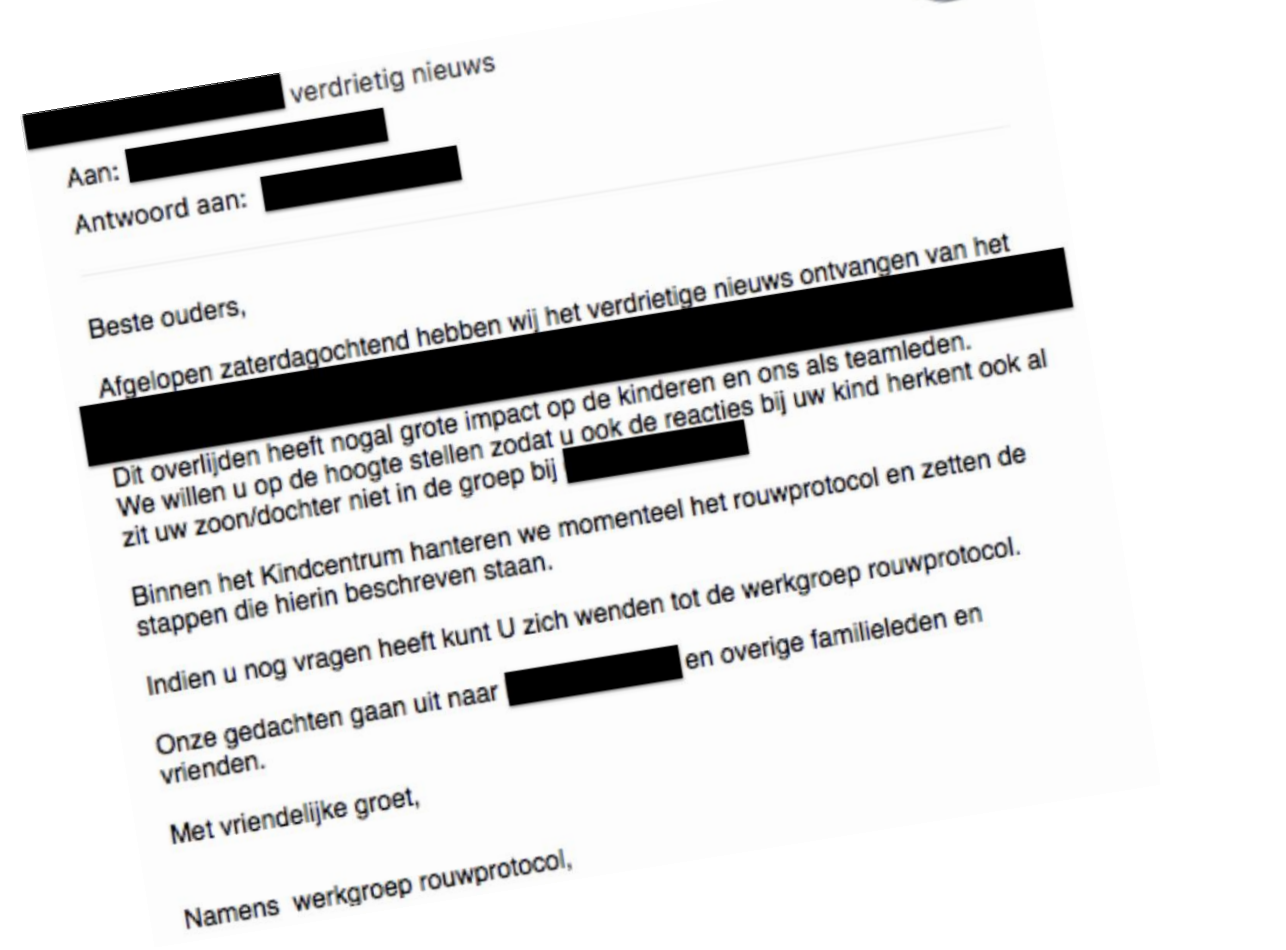 verdrietig nieuws
Aan:
Antwoord aan:
Beste ouders,
Afgelopen zaterdagochtend hebben wij het verdrietige nieuws ontvangen van het
Dit overlijden heeft nogal grote impact op de kinderen en ons als teamleden.
We willen u op de hoogte stellen zodat u ook de reacties bij uw kind herkent ook al
zit uw zoon/dochter niet in de groep bij
Binnen het Kindcentrum hanteren we momenteel het rouwprotocol en zetten de
stappen die hierin beschreven staan.
Indien u nog vragen heeft kunt U zich wenden tot de werkgroep rouwprotocol.
Onze gedachten gaan uit naar en overige familieleden en
vrienden.
Met vriendelijke groet,
Namens werkgroep rouwprotocol,